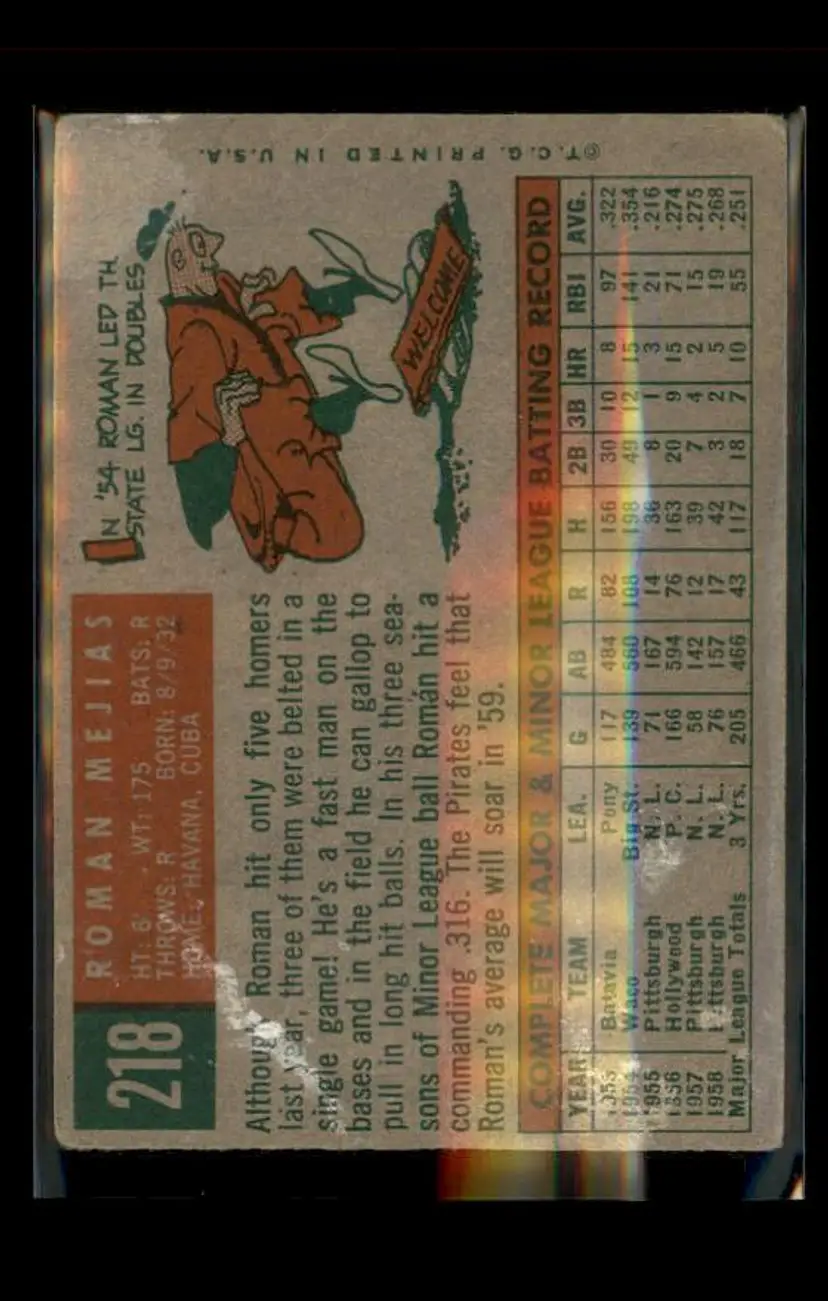 218
ROMAN MEJIAS
HT: 6' WT: 175 BATS: R
THROWS: R BORN: 8/9/32
HOME: HAVANA, CUBA
IN '54 ROMAN LED TH
STATE LG. IN DOUBLES
WELCOME
Although Roman hit only five homers
last year, three of them were belted in a
single game! He's a fast man on the
bases and in the field he can gallop to
pull in long hit balls. In his three sea-
sons of Minor League ball Román hit a
commanding .316. The Pirates feel that
Roman's average will soar in '59.
COMPLETE MAJOR & MINOR LEAGUE BATTING RECORD
YEAR TEAM LEA. G AB R H 2B 3B HR RBI AVG.
Batavia Pony 117 484 82 156 30 10 8 97 .322
1954 Waco Big St. 139 560 108 198 49 12 15 141 .354
1955 Pittsburgh N. L. 71 167 14 36 8 1 3 21 .216
1956 Hollywood P. C. 166 594 76 163 20 9 15 71 .274
1957 Pittsburgh N. L. 58 142 12 39 7 4 2 15 .275
1958 Pittsburgh N. L. 76 157 17 42 3 2 5 19 .268
Major League Totals 3 Yrs. 205 466 43 117 18 7 10 55 .251
© T. C. G. PRINTED IN U.S.A.